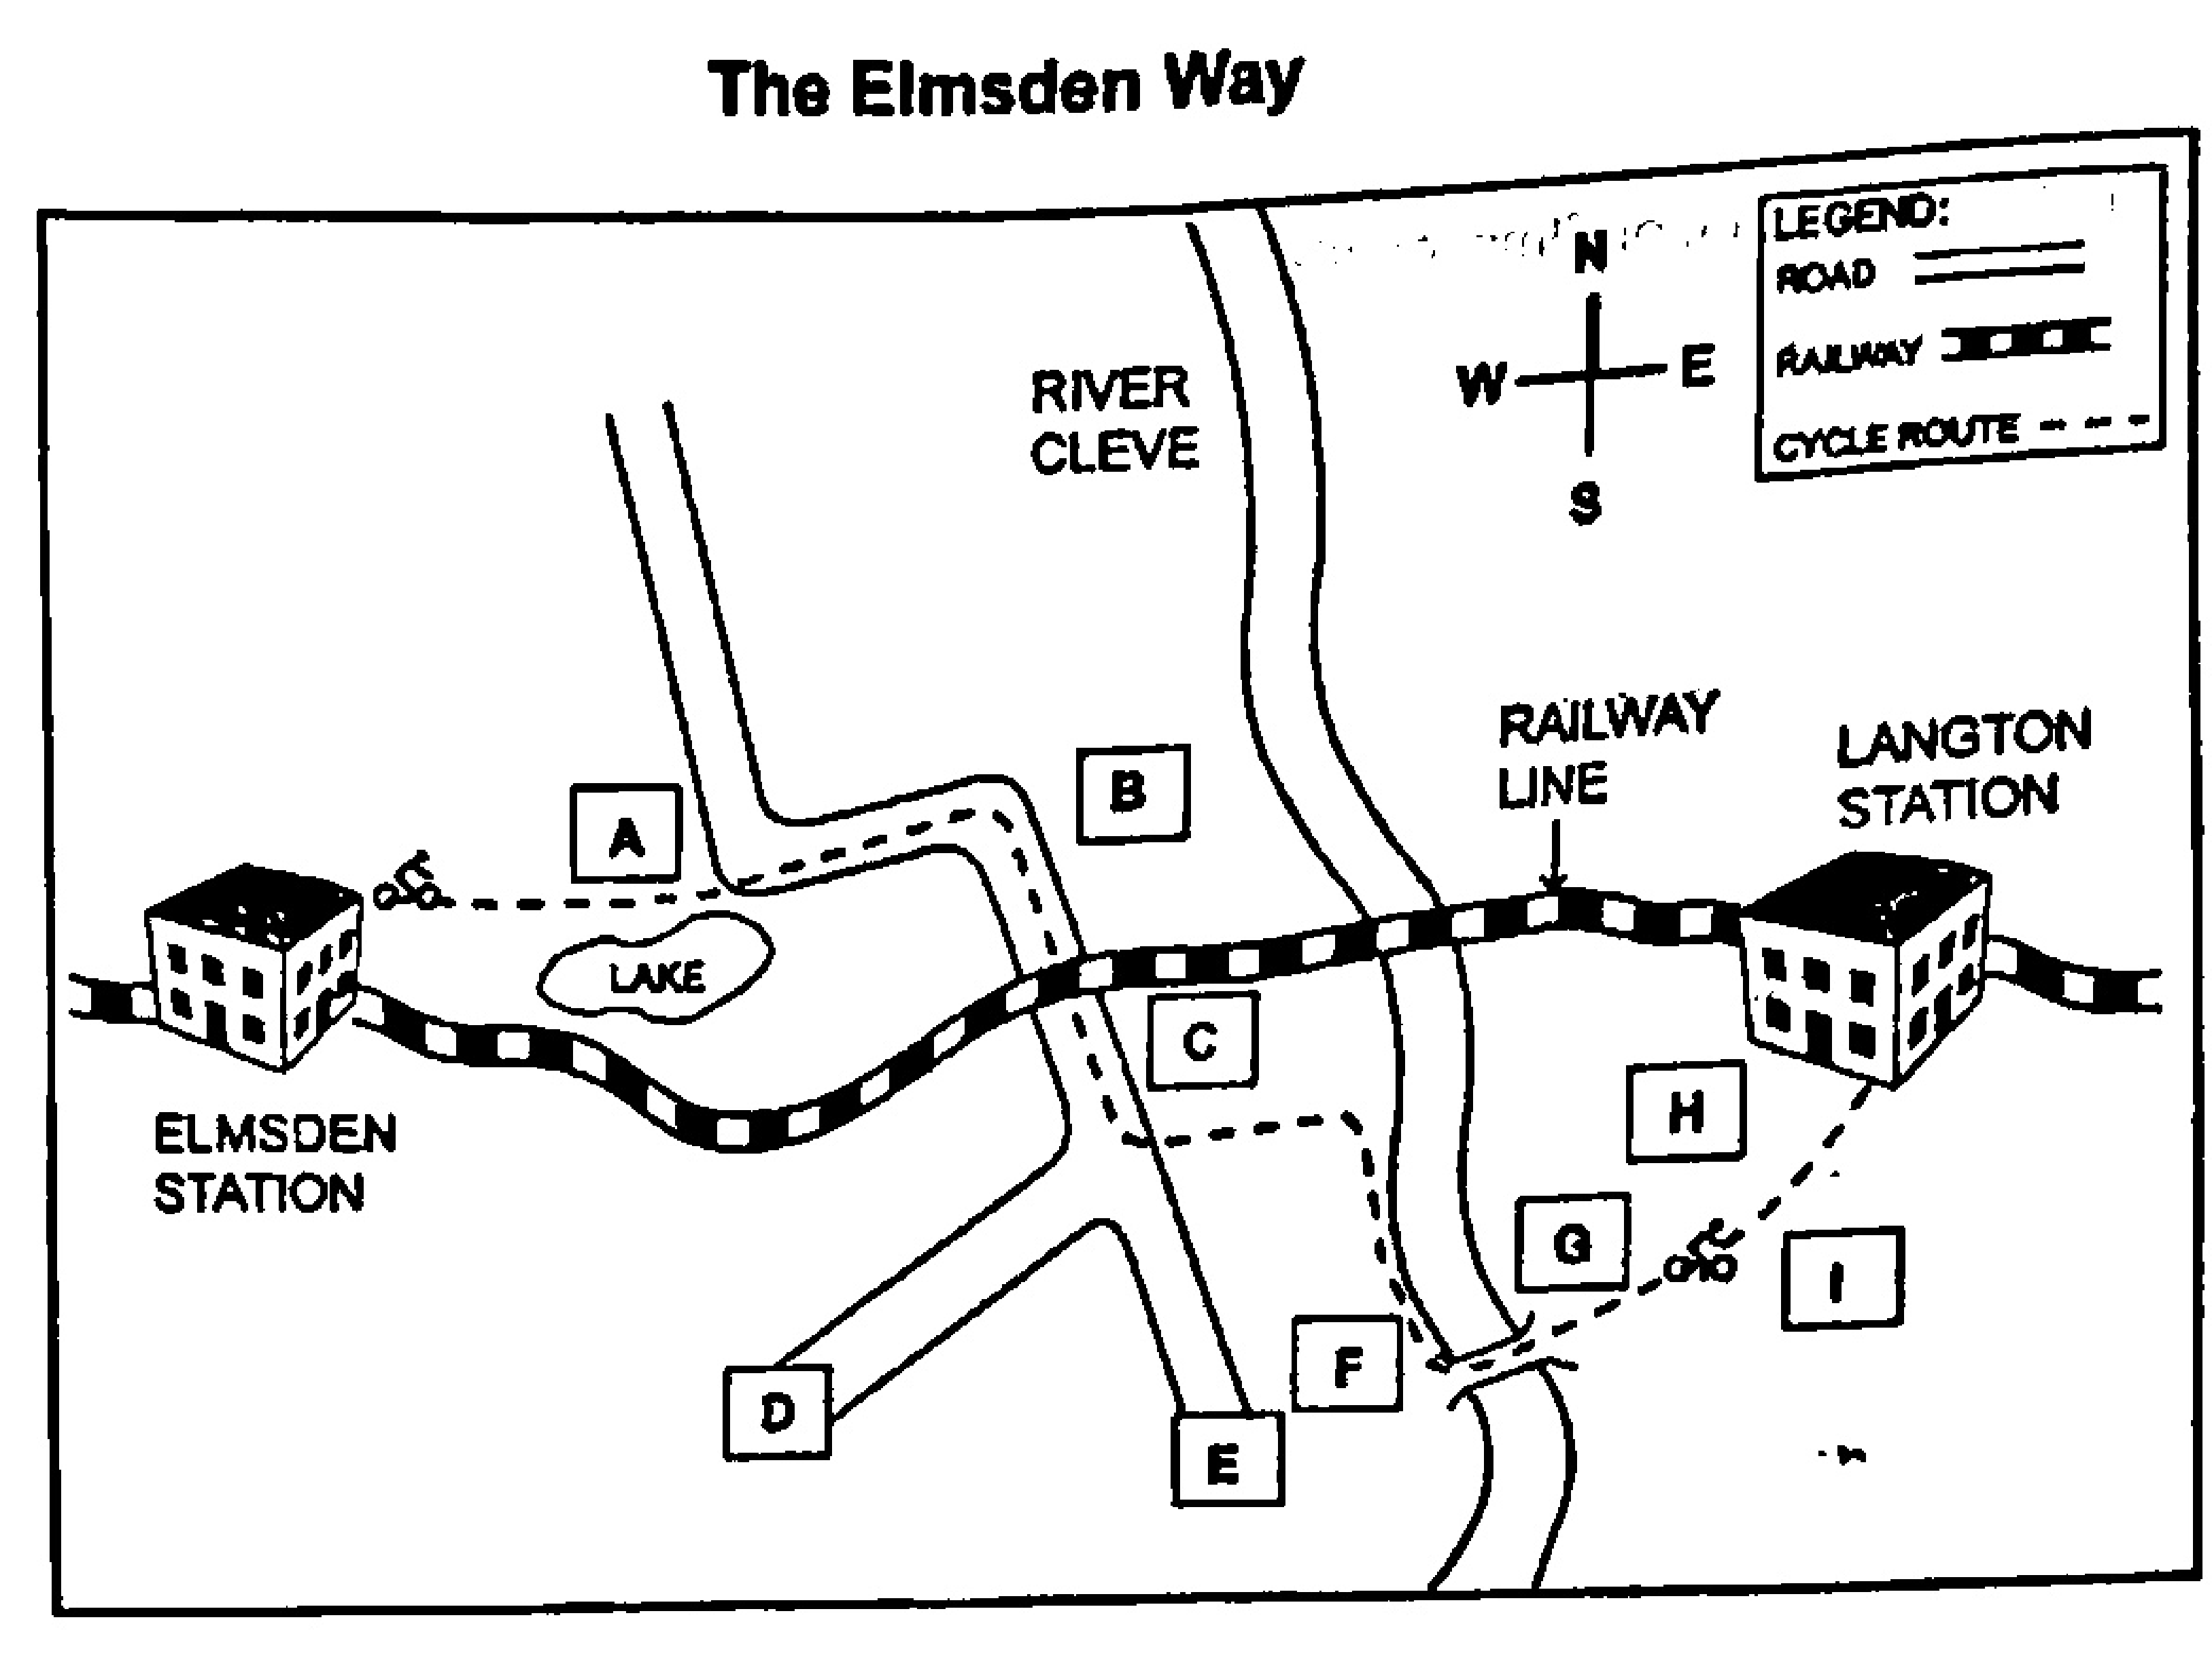 The Elmsden Way
LEGEND:
ROAD
RAILWAY
CYCLE ROUTE
N
W E
S
RIVER
CLEVE
RAILWAY
LINE
LANGTON
STATION
A
B
LAKE
C
ELMSDEN
STATION
H
G
I
F
D
E